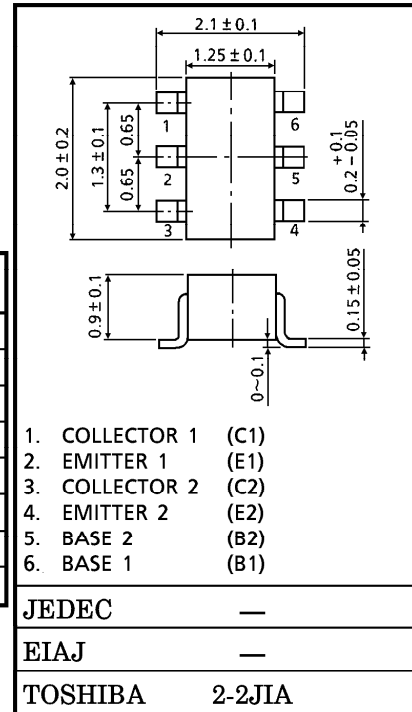 2.1±0.1
1.25±0.1
1
6
2.0±0.2
1.3±0.1
0.65
0.65
2
5
+0.1
0.2-0.05
3
4
0.9±0.1
0.15±0.05
0~0.1
1. COLLECTOR 1 (C1)
2. EMITTER 1 (E1)
3. COLLECTOR 2 (C2)
4. EMITTER 2 (E2)
5. BASE 2 (B2)
6. BASE 1 (B1)
JEDEC —
EIAJ —
TOSHIBA 2-2J1A